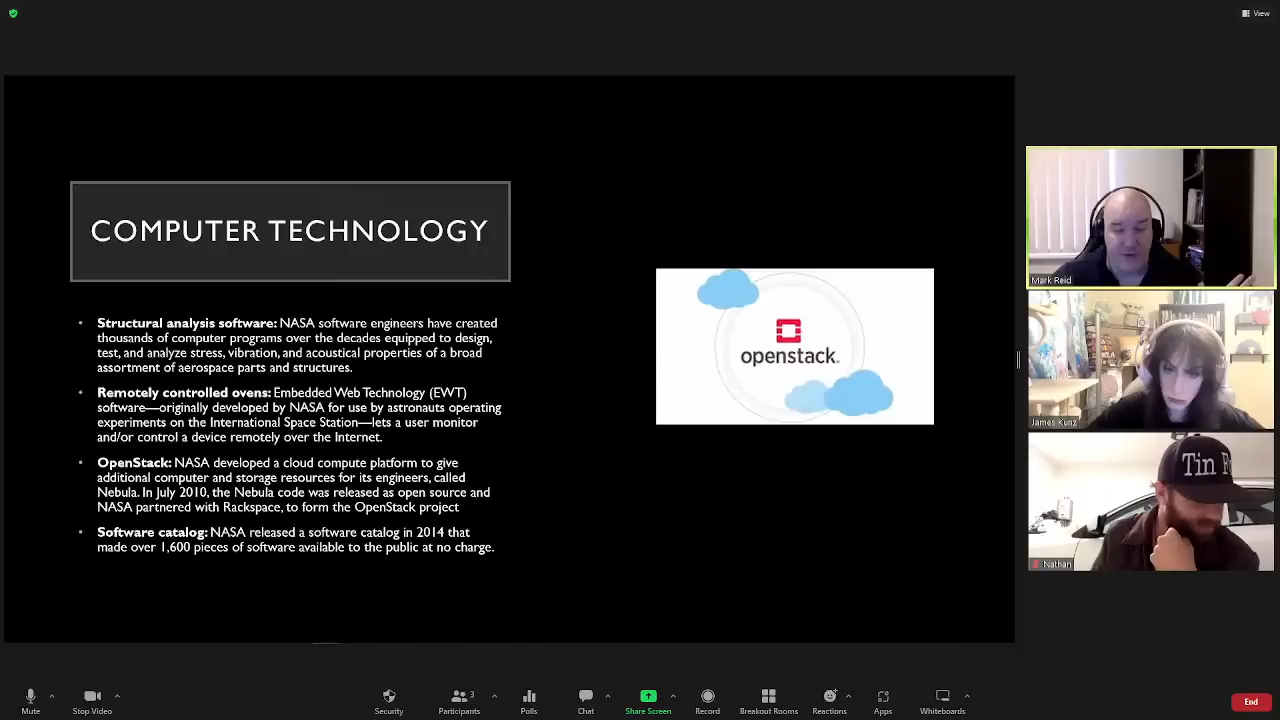 View
COMPUTER TECHNOLOGY
• Structural analysis software: NASA software engineers have created
thousands of computer programs over the decades equipped to design,
test, and analyze stress, vibration, and acoustical properties of a broad
assortment of aerospace parts and structures.
• Remotely controlled ovens: Embedded Web Technology (EWT)
software—originally developed by NASA for use by astronauts operating
experiments on the International Space Station—lets a user monitor
and/or control a device remotely over the Internet.
• OpenStack: NASA developed a cloud compute platform to give
additional computer and storage resources for its engineers, called
Nebula. In July 2010, the Nebula code was released as open source and
NASA partnered with Rackspace, to form the OpenStack project
• Software catalog: NASA released a software catalog in 2014 that
made over 1,600 pieces of software available to the public at no charge.
openstack.
Mark Reid
James Kunz
Tin
Nathan
Mute
Stop Video
Security
Participants
3
Polls
Chat
Share Screen
Record
Breakout Rooms
Reactions
Apps
Whiteboards
End